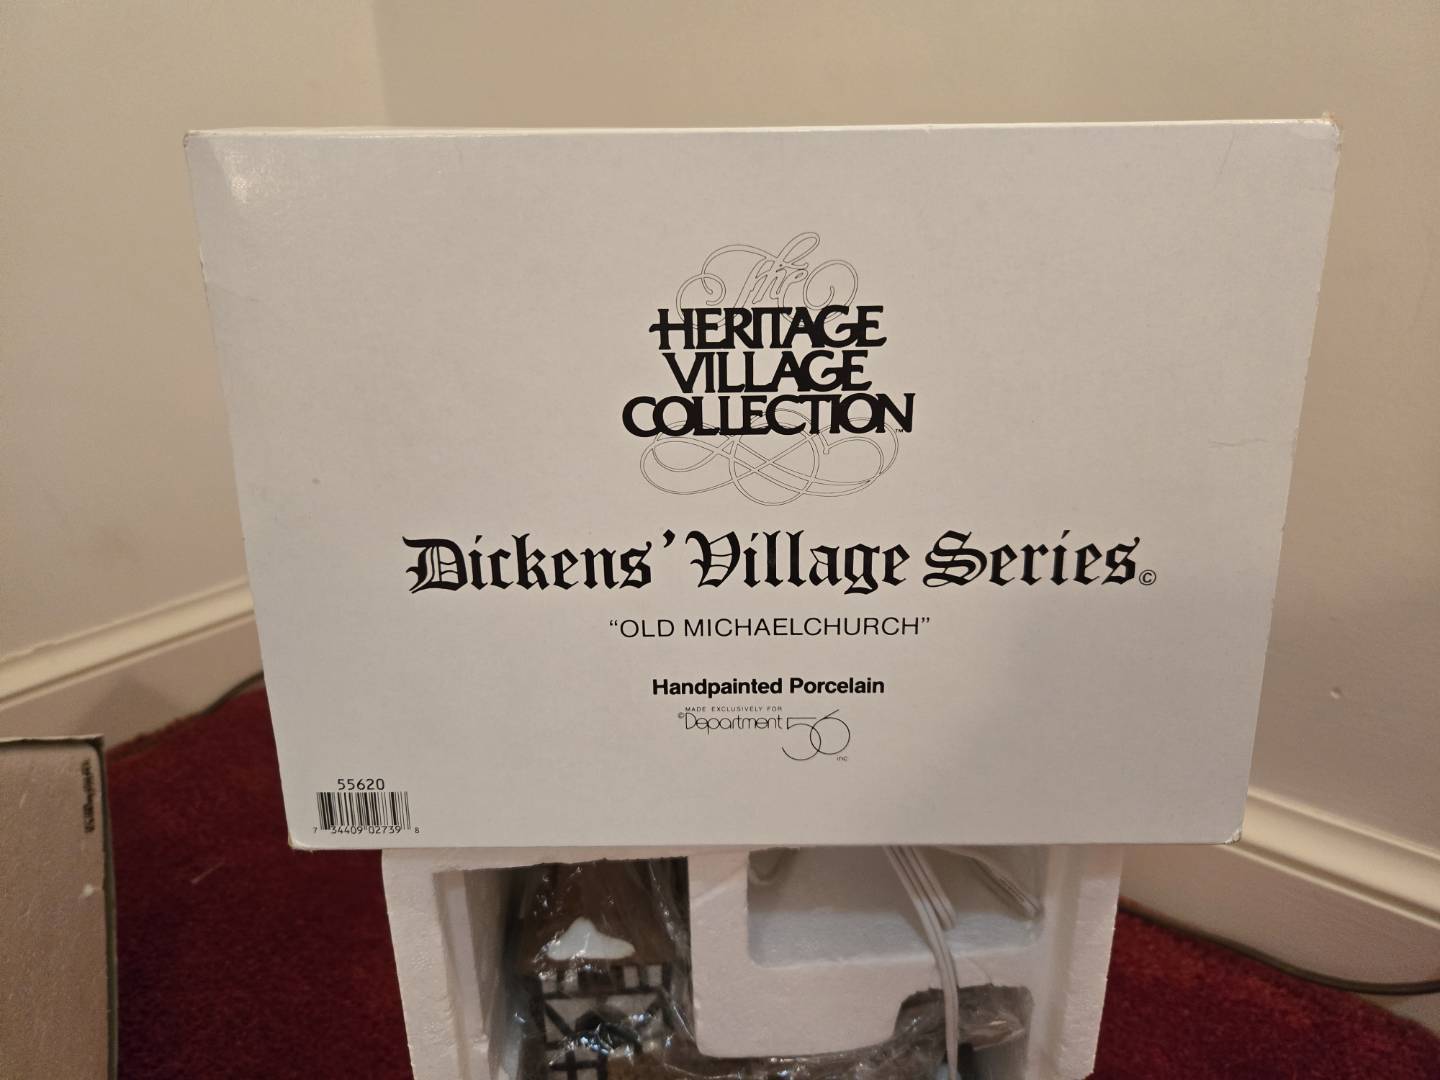 The
HERITAGE
VILLAGE
COLLECTION™
Dickens' Village Series©
“OLD MICHAELCHURCH”
Handpainted Porcelain
MADE EXCLUSIVELY FOR
©Department 56
inc
55620
7 34409 02739 8